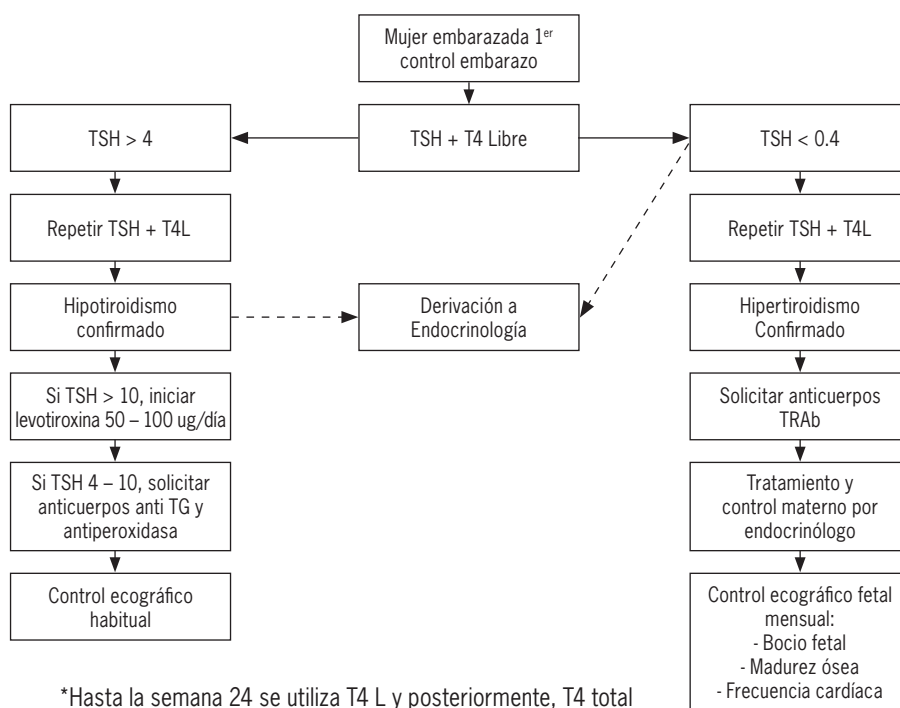 Mujer embarazada 1er
control embarazo
TSH > 4
TSH + T4 Libre
TSH < 0.4
Repetir TSH + T4L
Repetir TSH + T4L
Hipotiroidismo
confirmado
Derivación a
Endocrinología
Hipertiroidismo
Confirmado
Si TSH > 10, iniciar
levotiroxina 50 – 100 ug/día
Solicitar anticuerpos
TRAb
Si TSH 4 – 10, solicitar
anticuerpos anti TG y
antiperoxidasa
Tratamiento y
control materno por
endocrinólogo
Control ecográfico
habitual
Control ecográfico fetal
mensual:
- Bocio fetal
- Madurez ósea
- Frecuencia cardíaca
*Hasta la semana 24 se utiliza T4 L y posteriormente, T4 total